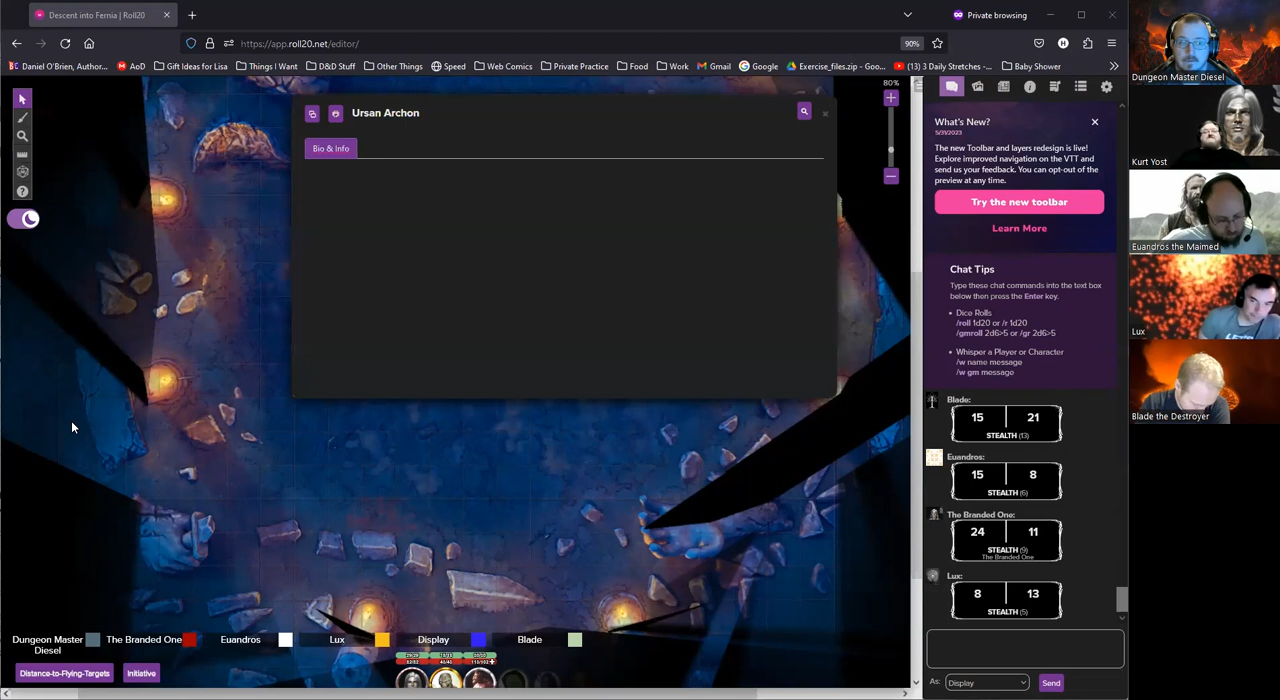 Descent into Fernia | Roll20
Private browsing
https://app.roll20.net/editor/
90%
Daniel O'Brien, Author...
AoD
Gift Ideas for Lisa
Things I Want
D&D Stuff
Other Things
Speed
Web Comics
Private Practice
Food
Work
Gmail
Google
Exercise_files.zip - Goo...
(13) 3 Daily Stretches -...
Baby Shower
80%
Ursan Archon
Bio & Info
What's New?
5/31/2023
The new Toolbar and layers redesign is live!
Explore improved navigation on the VTT and
send us your feedback. You can opt-out of the
preview at any time.
Try the new toolbar
Learn More
Chat Tips
Type these chat commands into the text box
below then press the Enter key.
• Dice Rolls
/roll 1d20 or /r 1d20
/gmroll 2d6>5 or /gr 2d6>5
• Whisper a Player or Character
/w name message
/w gm message
Blade:
15 21
STEALTH (13)
Euandros:
15 8
STEALTH (6)
The Branded One:
24 11
STEALTH (9)
The Branded One
Lux:
8 13
STEALTH (5)
As: Display
Send
Dungeon Master Diesel
Kurt Yost
Euandros the Maimed
Lux
Blade the Destroyer
Dungeon Master
Diesel
The Branded One
Euandros
Lux
Display
Blade
Distance-to-Flying-Targets
Initiative